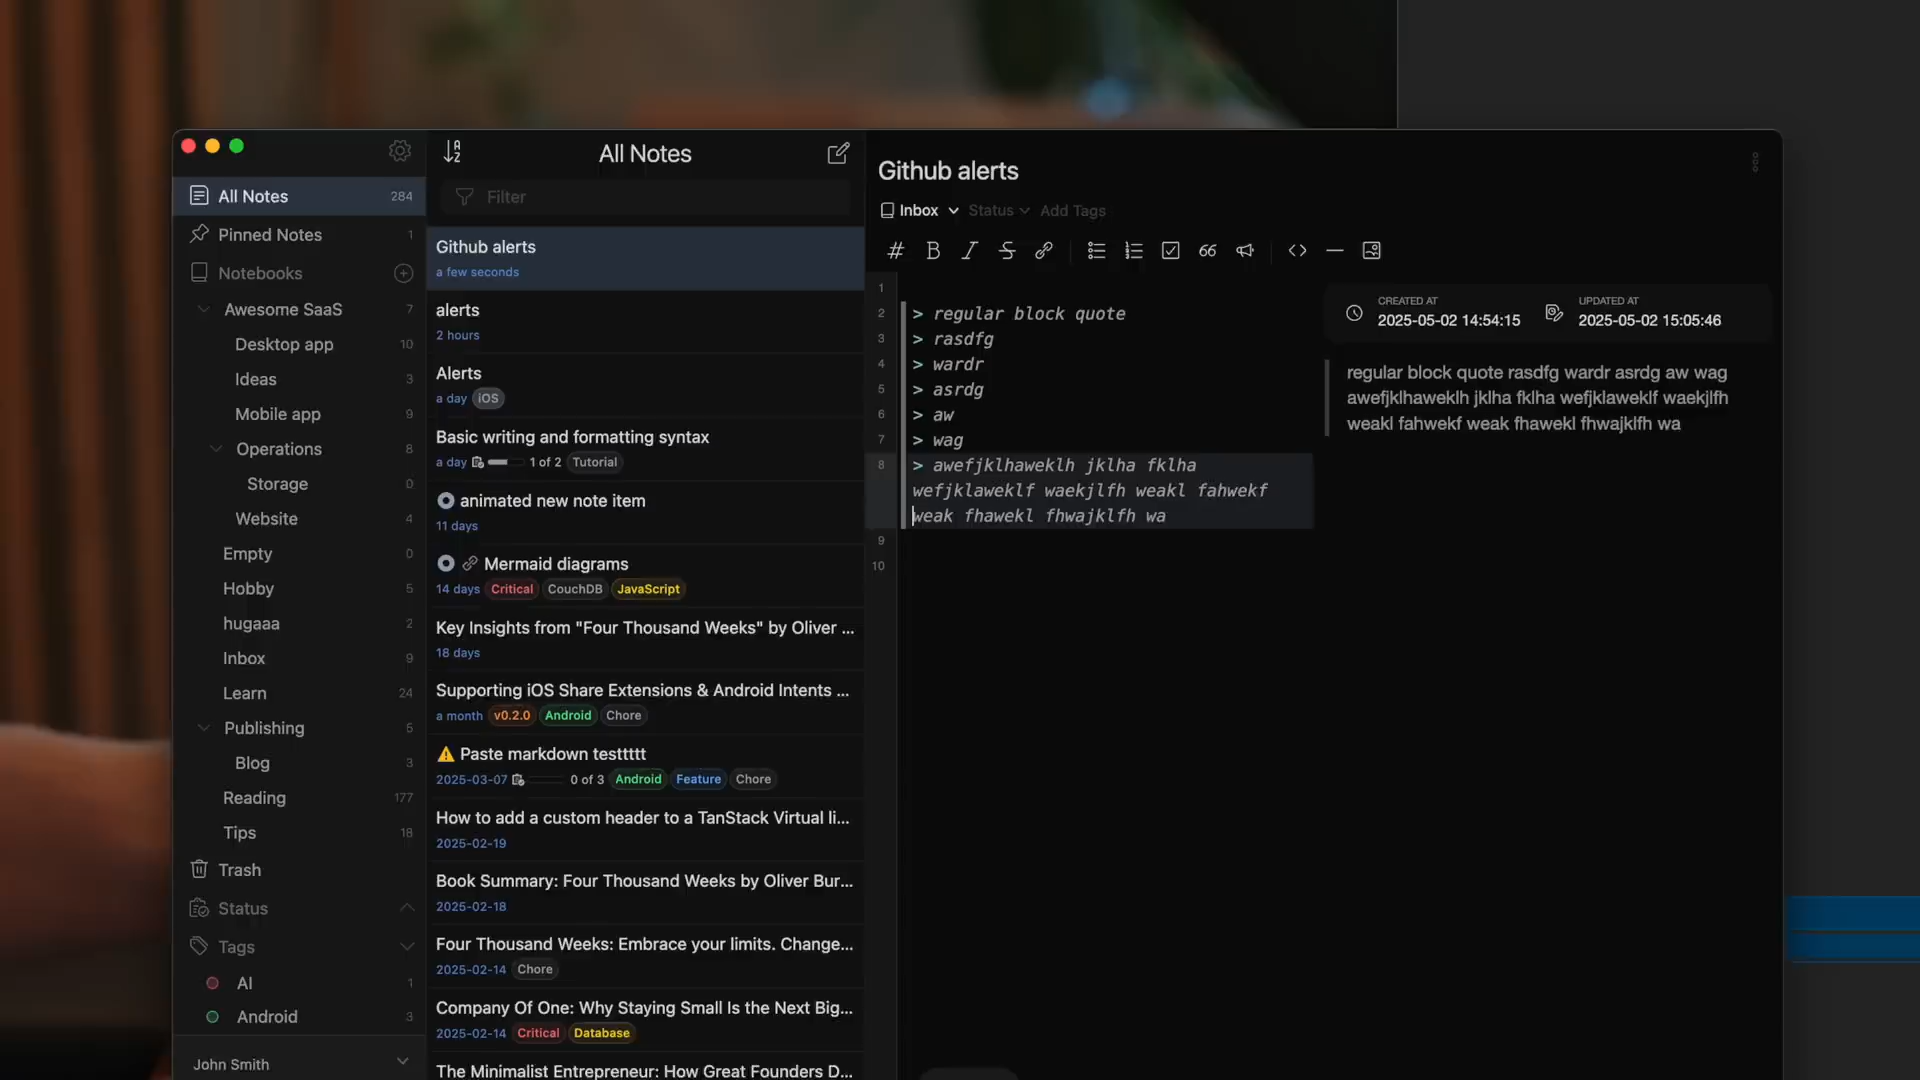 All Notes
284
Pinned Notes
1
Notebooks
Awesome SaaS
7
Desktop app
10
Ideas
3
Mobile app
9
Operations
8
Storage
0
Website
4
Empty
0
Hobby
5
hugaaa
2
Inbox
9
Learn
24
Publishing
5
Blog
3
Reading
177
Tips
18
Trash
Status
Tags
AI
1
Android
3
John Smith
All Notes
Filter
Github alerts
a few seconds
alerts
2 hours
Alerts
a day iOS
Basic writing and formatting syntax
a day 1 of 2 Tutorial
animated new note item
11 days
Mermaid diagrams
14 days Critical CouchDB JavaScript
Key Insights from "Four Thousand Weeks" by Oliver ...
18 days
Supporting iOS Share Extensions & Android Intents ...
a month v0.2.0 Android Chore
Paste markdown testtttt
2025-03-07 0 of 3 Android Feature Chore
How to add a custom header to a TanStack Virtual li...
2025-02-19
Book Summary: Four Thousand Weeks by Oliver Bur...
2025-02-18
Four Thousand Weeks: Embrace your limits. Change...
2025-02-14 Chore
Company Of One: Why Staying Small Is the Next Big...
2025-02-14 Critical Database
The Minimalist Entrepreneur: How Great Founders D...
Github alerts
Inbox Status Add Tags
1
2 > regular block quote
3 > rasdfg
4 > wardr
5 > asrdg
6 > aw
7 > wag
8 > awefjklhaweklh jklha fklha
wefjklaweklf waekjlfh weakl fahwekf
weak fhawekl fhwajklfh wa
9
10
CREATED AT
2025-05-02 14:54:15
UPDATED AT
2025-05-02 15:05:46
regular block quote rasdfg wardr asrdg aw wag
awefjklhaweklh jklha fklha wefjklaweklf waekjlfh
weakl fahwekf weak fhawekl fhwajklfh wa